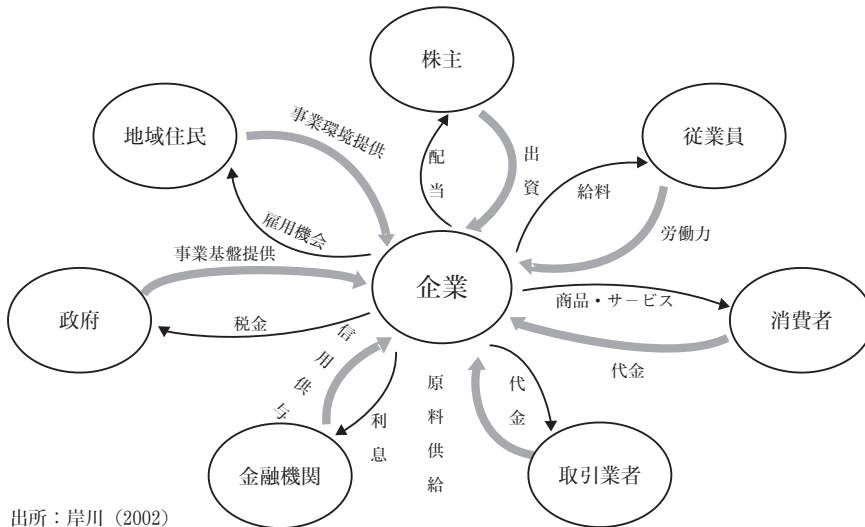 株主
地域住民
事業環境提供
配当
出資
従業員
給料
労働力
雇用機会
事業基盤提供
企業
政府
税金
商品・サービス
消費者
代金
信用供与
利息
原料供給
代金
金融機関
取引業者
出所：岸川（2002）